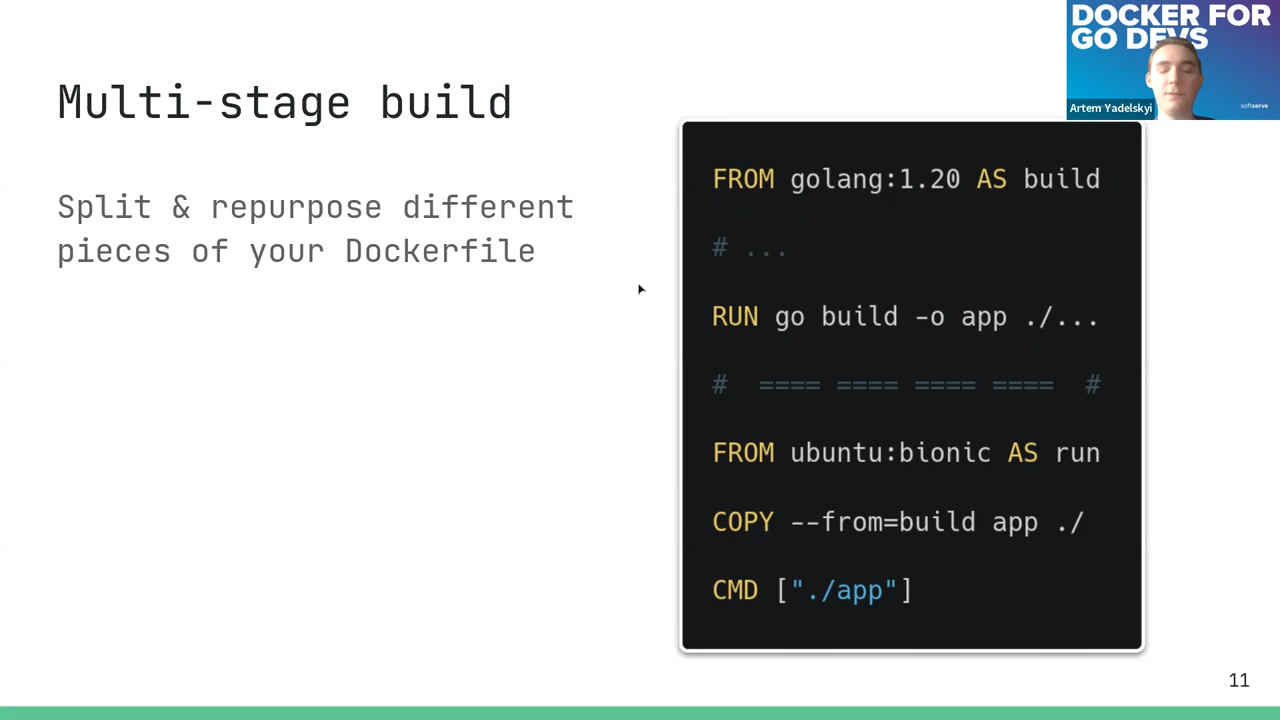 DOCKER FOR
GO DEVS
Artem Yadelskyi
softserve
Multi-stage build
Split & repurpose different
pieces of your Dockerfile
FROM golang:1.20 AS build
# ...
RUN go build -o app ./...
# ==== ==== ==== ==== #
FROM ubuntu:bionic AS run
COPY --from=build app ./
CMD ["./app"]
11